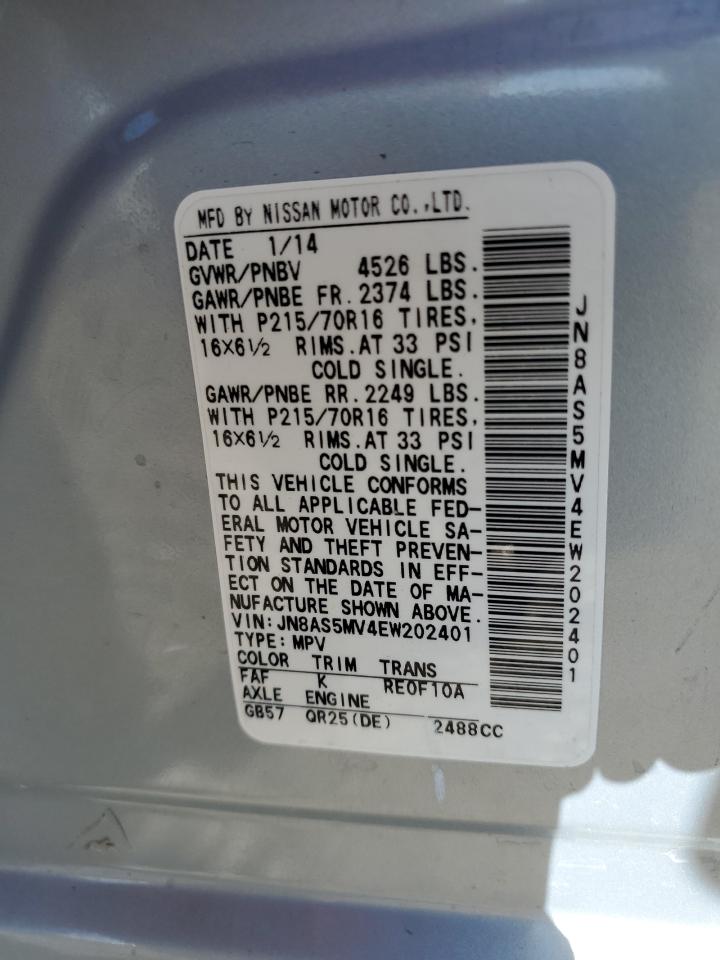 MFD BY NISSAN MOTOR CO.,LTD.
DATE 1/14
GVWR/PNBV 4526 LBS.
GAWR/PNBE FR. 2374 LBS.
WITH P215/70R16 TIRES,
16×6½ RIMS.AT 33 PSI
COLD SINGLE.
GAWR/PNBE RR. 2249 LBS.
WITH P215/70R16 TIRES,
16×6½ RIMS.AT 33 PSI
COLD SINGLE.
THIS VEHICLE CONFORMS
TO ALL APPLICABLE FED-
ERAL MOTOR VEHICLE SA-
FETY AND THEFT PREVEN-
TION STANDARDS IN EFF-
ECT ON THE DATE OF MA-
NUFACTURE SHOWN ABOVE.
VIN: JN8AS5MV4EW202401
TYPE: MPV
COLOR TRIM TRANS
FAF K RE0F10A
AXLE ENGINE
GB57 QR25(DE) 2488CC
JN8AS5MV4EW202401